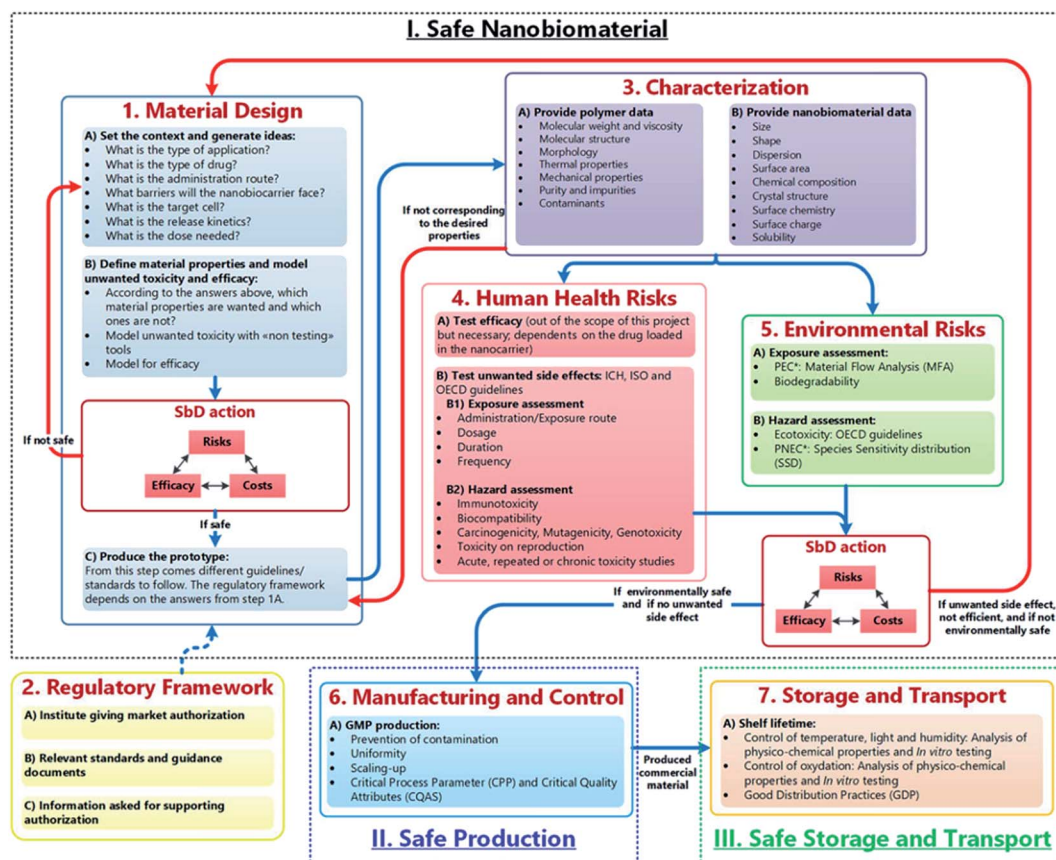 I. Safe Nanobiomaterial
1. Material Design
A) Set the context and generate ideas:
• What is the type of application?
• What is the type of drug?
• What is the administration route?
• What barriers will the nanobiocarrier face?
• What is the target cell?
• What is the release kinetics?
• What is the dose needed?
B) Define material properties and model
unwanted toxicity and efficacy:
• According to the answers above, which
material properties are wanted and which
ones are not?
• Model unwanted toxicity with «non testing»
tools
• Model for efficacy
SbD action
Risks
Efficacy
Costs
If not safe
If safe
C) Produce the prototype:
From this step comes different guidelines/
standards to follow. The regulatory framework
depends on the answers from step 1A.
3. Characterization
A) Provide polymer data
• Molecular weight and viscosity
• Molecular structure
• Morphology
• Thermal properties
• Mechanical properties
• Purity and impurities
• Contaminants
B) Provide nanobiomaterial data
• Size
• Shape
• Dispersion
• Surface area
• Chemical composition
• Crystal structure
• Surface chemistry
• Surface charge
• Solubility
If not corresponding
to the desired
properties
4. Human Health Risks
A) Test efficacy (out of the scope of this project
but necessary; dependents on the drug loaded
in the nanocarrier)
B) Test unwanted side effects: ICH, ISO and
OECD guidelines
B1) Exposure assessment
• Administration/Exposure route
• Dosage
• Duration
• Frequency
B2) Hazard assessment
• Immunotoxicity
• Biocompatibility
• Carcinogenicity, Mutagenicity, Genotoxicity
• Toxicity on reproduction
• Acute, repeated or chronic toxicity studies
5. Environmental Risks
A) Exposure assessment:
• PEC*: Material Flow Analysis (MFA)
• Biodegradability
B) Hazard assessment:
• Ecotoxicity: OECD guidelines
• PNEC*: Species Sensitivity distribution
(SSD)
SbD action
Risks
Efficacy
Costs
If environmentally safe
and if no unwanted
side effect
If unwanted side effect,
not efficient, and if not
environmentally safe
2. Regulatory Framework
A) Institute giving market authorization
B) Relevant standards and guidance
documents
C) Information asked for supporting
authorization
6. Manufacturing and Control
A) GMP production:
• Prevention of contamination
• Uniformity
• Scaling-up
• Critical Process Parameter (CPP) and Critical Quality
Attributes (CQAS)
II. Safe Production
Produced
commercial
material
7. Storage and Transport
A) Shelf lifetime:
• Control of temperature, light and humidity: Analysis of
physico-chemical properties and In vitro testing
• Control of oxydation: Analysis of physico-chemical
properties and In vitro testing
• Good Distribution Practices (GDP)
III. Safe Storage and Transport